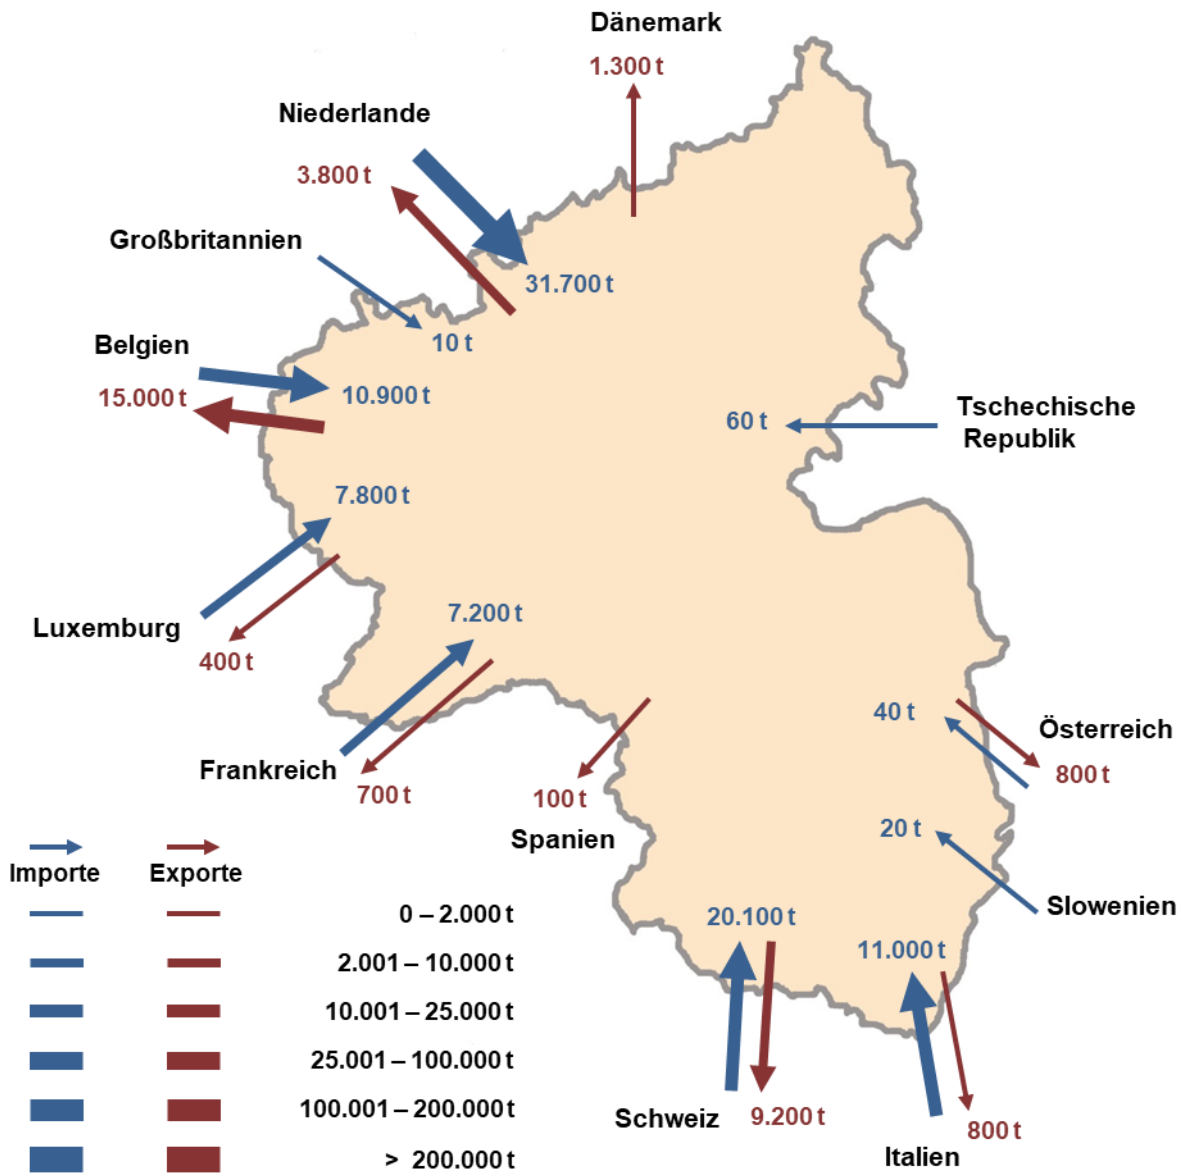 Dänemark
1.300 t
Niederlande
3.800 t
31.700 t
Großbritannien
10 t
Belgien
15.000 t
10.900 t
Tschechische
Republik
60 t
7.800 t
Luxemburg
400 t
7.200 t
Frankreich
700 t
100 t
Spanien
40 t
Österreich
800 t
20 t
Slowenien
20.100 t
11.000 t
Schweiz
9.200 t
800 t
Italien
Importe Exporte
0 – 2.000 t
2.001 – 10.000 t
10.001 – 25.000 t
25.001 – 100.000 t
100.001 – 200.000 t
> 200.000 t